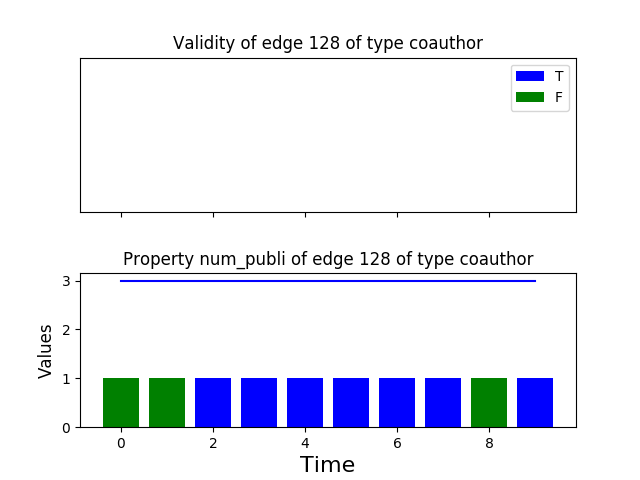 Validity of edge 128 of type coauthor
T
F
Property num_publi of edge 128 of type coauthor
3
2
1
0
Values
0 2 4 6 8
Time